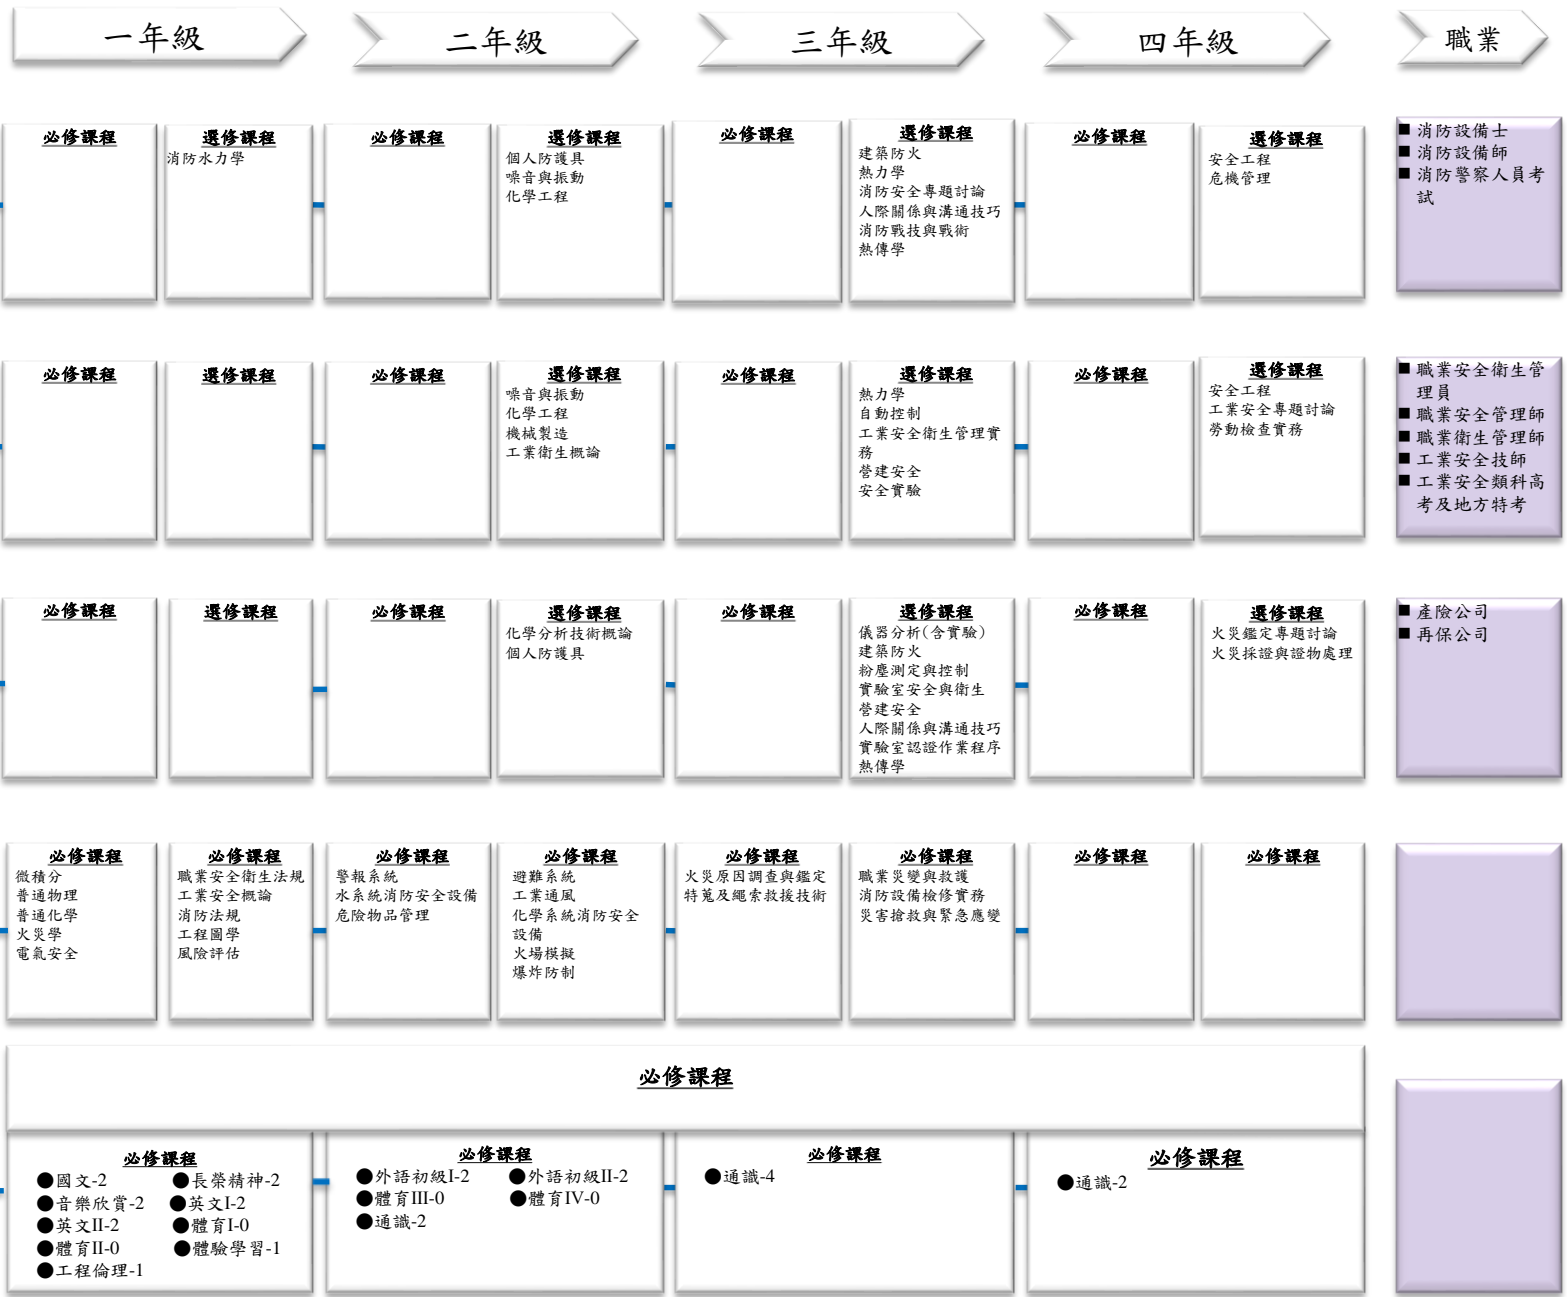 一年級
二年級
三年級
四年級
職業
必修課程
選修課程
消防水力學
必修課程
選修課程
個人防護具
噪音與振動
化學工程
必修課程
選修課程
建築防火
熱力學
消防安全專題討論
人際關係與溝通技巧
消防戰技與戰術
熱傳學
必修課程
選修課程
安全工程
危機管理
■ 消防設備士
■ 消防設備師
■ 消防警察人員考
試
必修課程
選修課程
必修課程
選修課程
噪音與振動
化學工程
機械製造
工業衛生概論
必修課程
選修課程
熱力學
自動控制
工業安全衛生管理實
務
營建安全
安全實驗
必修課程
選修課程
安全工程
工業安全專題討論
勞動檢查實務
■ 職業安全衛生管
理員
■ 職業安全管理師
■ 職業衛生管理師
■ 工業安全技師
■ 工業安全類科高
考及地方特考
必修課程
選修課程
必修課程
選修課程
化學分析技術概論
個人防護具
必修課程
選修課程
儀器分析(含實驗)
建築防火
粉塵測定與控制
實驗室安全與衛生
營建安全
人際關係與溝通技巧
實驗室認證作業程序
熱傳學
必修課程
選修課程
火災鑑定專題討論
火災採證與證物處理
■ 產險公司
■ 再保公司
必修課程
微積分
普通物理
普通化學
火災學
電氣安全
必修課程
職業安全衛生法規
工業安全概論
消防法規
工程圖學
風險評估
必修課程
警報系統
水系統消防安全設備
危險物品管理
必修課程
避難系統
工業通風
化學系統消防安全
設備
火場模擬
爆炸防制
必修課程
火災原因調查與鑑定
特蒐及繩索救援技術
必修課程
職業災變與救護
消防設備檢修實務
災害搶救與緊急應變
必修課程
必修課程
必修課程
必修課程
●國文-2 ●長榮精神-2
●音樂欣賞-2 ●英文I-2
●英文II-2 ●體育I-0
●體育II-0 ●體驗學習-1
●工程倫理-1
必修課程
●外語初級I-2 ●外語初級II-2
●體育III-0 ●體育IV-0
●通識-2
必修課程
●通識-4
必修課程
●通識-2